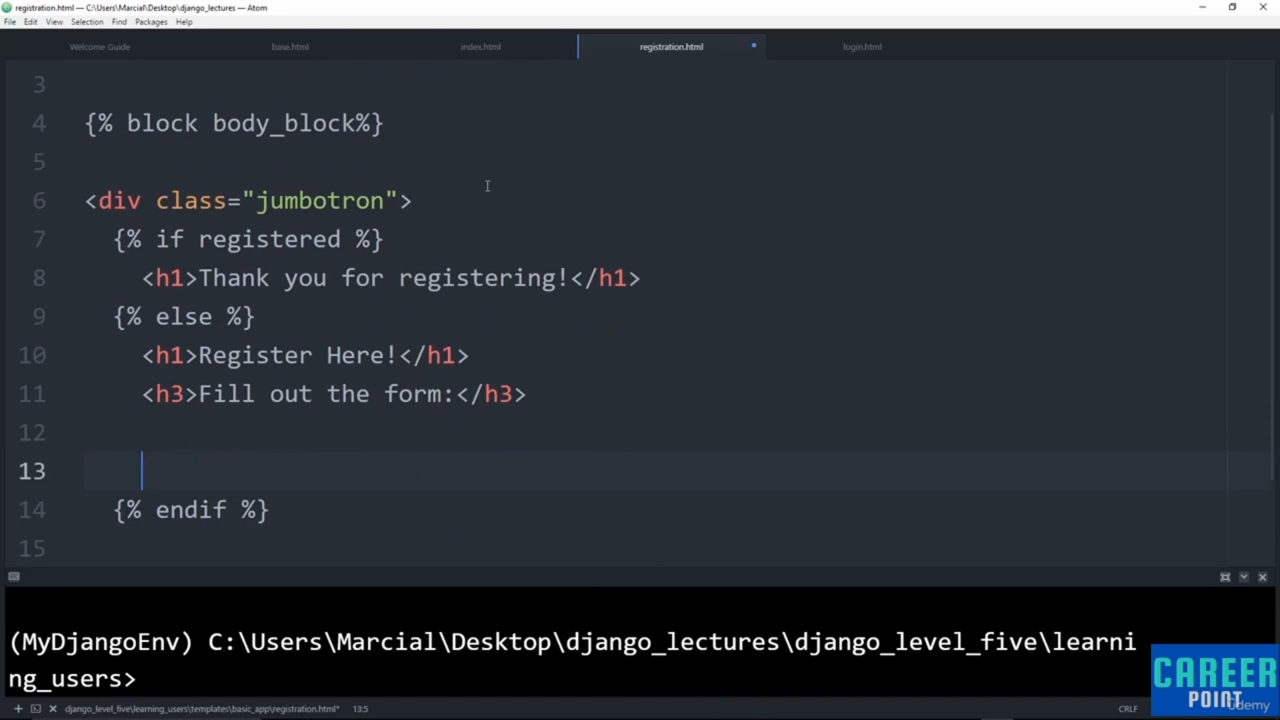 registration.html — C:\Users\Marcial\Desktop\django_lectures — Atom
File Edit View Selection Find Packages Help
Welcome Guide base.html index.html registration.html login.html
3
4 {% block body_block%}
5
6 <div class="jumbotron">
7 {% if registered %}
8 <h1>Thank you for registering!</h1>
9 {% else %}
10 <h1>Register Here!</h1>
11 <h3>Fill out the form:</h3>
12
13
14 {% endif %}
15
(MyDjangoEnv) C:\Users\Marcial\Desktop\django_lectures\django_level_five\learni
ng_users>
CAREER
POINT
Udemy
django_level_five\learning_users\templates\basic_app\registration.html* 13:5 CRLF